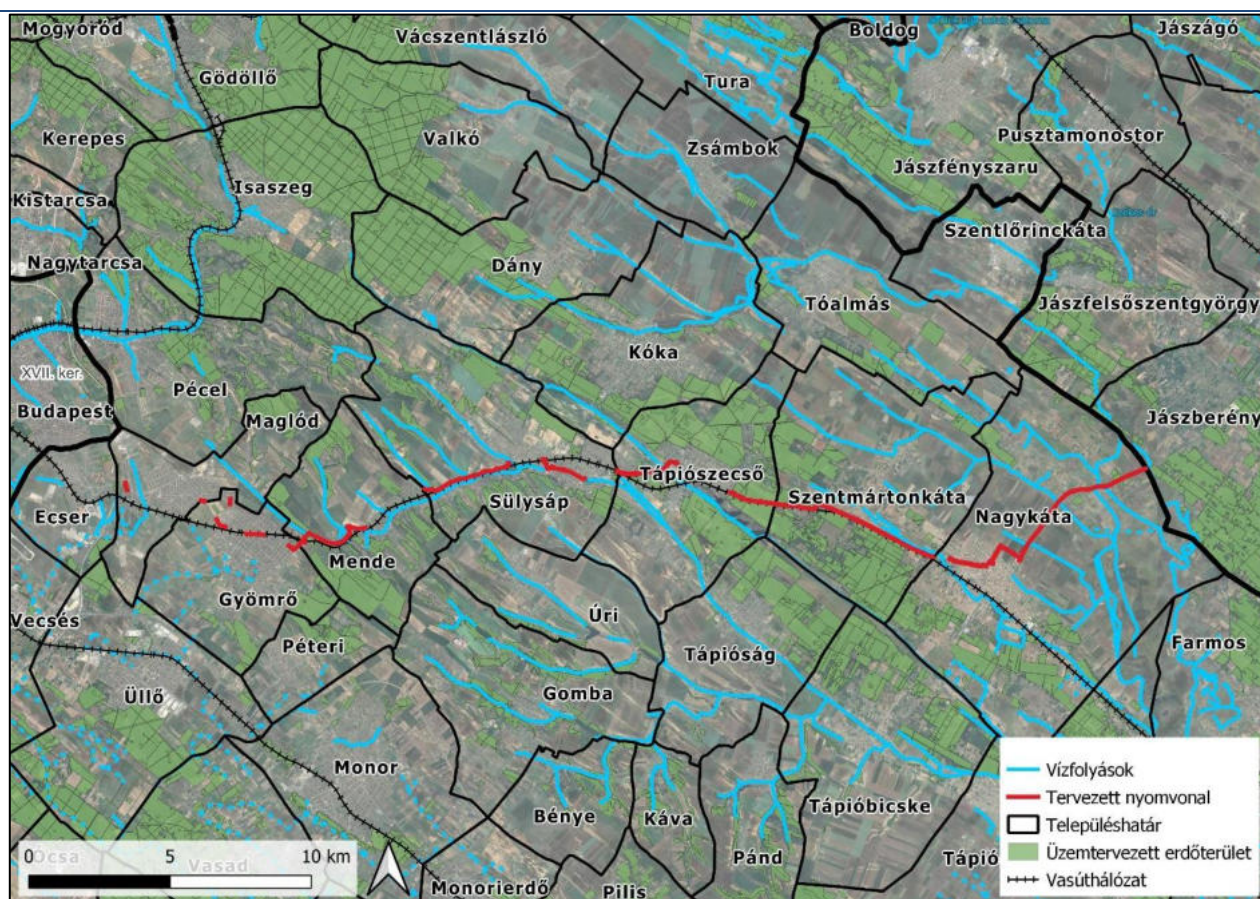 Mogyoród
Vácszentlászló
Boldog
Jászágó
Gödöllő
Tura
Kerepes
Valkó
Zsámbok
Pusztamonostor
Jászfényszaru
Isaszeg
Kistarcsa
Szentlőrinckáta
Nagytarcsa
Dány
Tóalmás
Jászfelsőszentgyörgy
Kóka
XVII. ker.
Pécel
Budapest
Maglód
Jászberény
Tápiószecső
Sülysáp
Szentmártonkáta
Nagykáta
Ecser
Mende
Gyömrő
Vecsés
Úri
Péteri
Tápióság
Farmos
Üllő
Gomba
Monor
Vízfolyások
Tervezett nyomvonal
Településhatár
Üzemtervezett erdőterület
Vasúthálózat
Bénye
Káva
Tápióbicske
Pánd
Tápió
0 5 10 km
Ócsa
Vasad
Monorierdő
Pilis